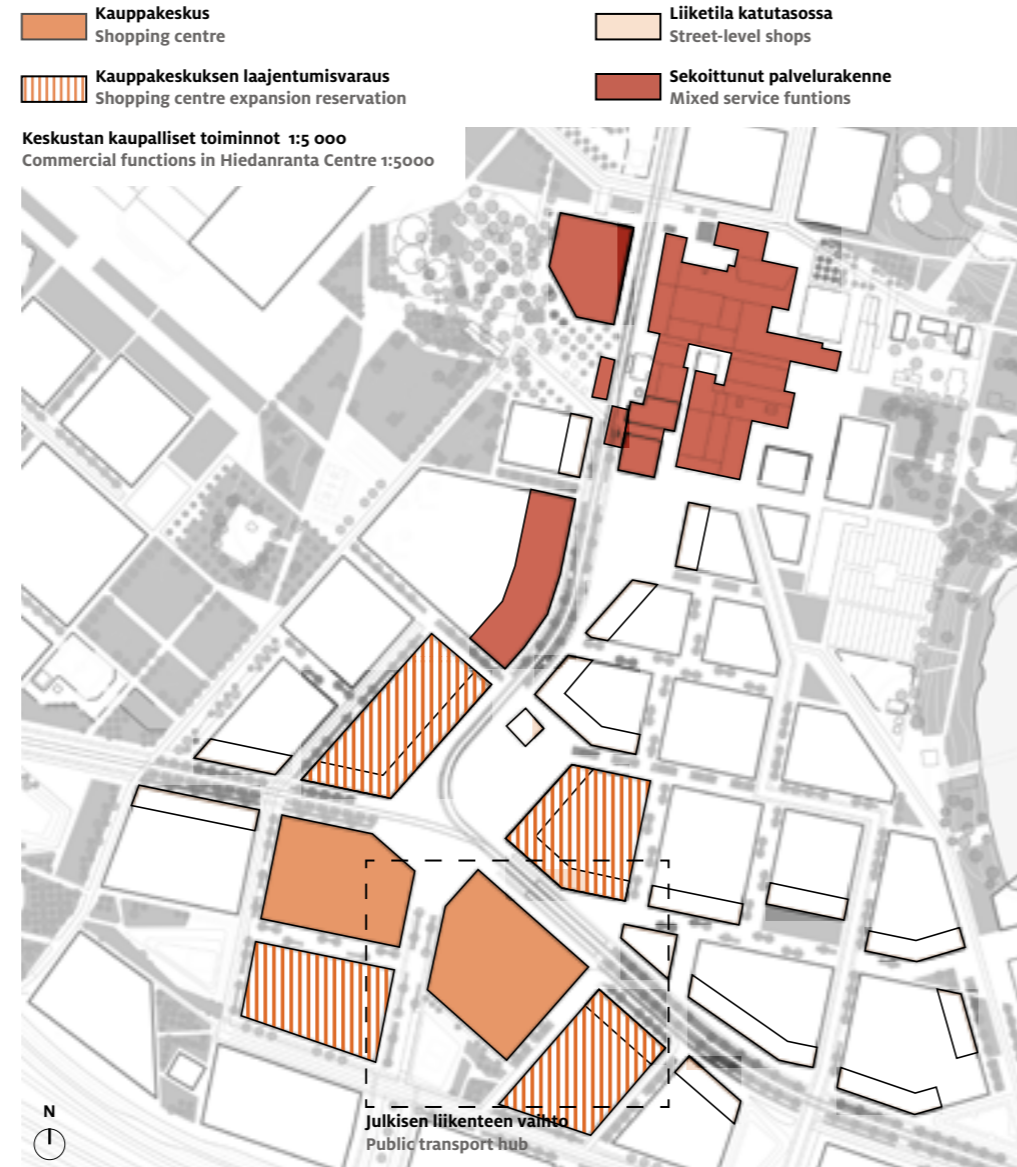 Kauppakeskus
Shopping centre
Liiketila katutasossa
Street-level shops
Kauppakeskuksen laajentumisvaraus
Shopping centre expansion reservation
Sekoittunut palvelurakenne
Mixed service funtions
Keskustan kaupalliset toiminnot 1:5 000
Commercial functions in Hiedanranta Centre 1:5000
N
Julkisen liikenteen vaihto
Public transport hub